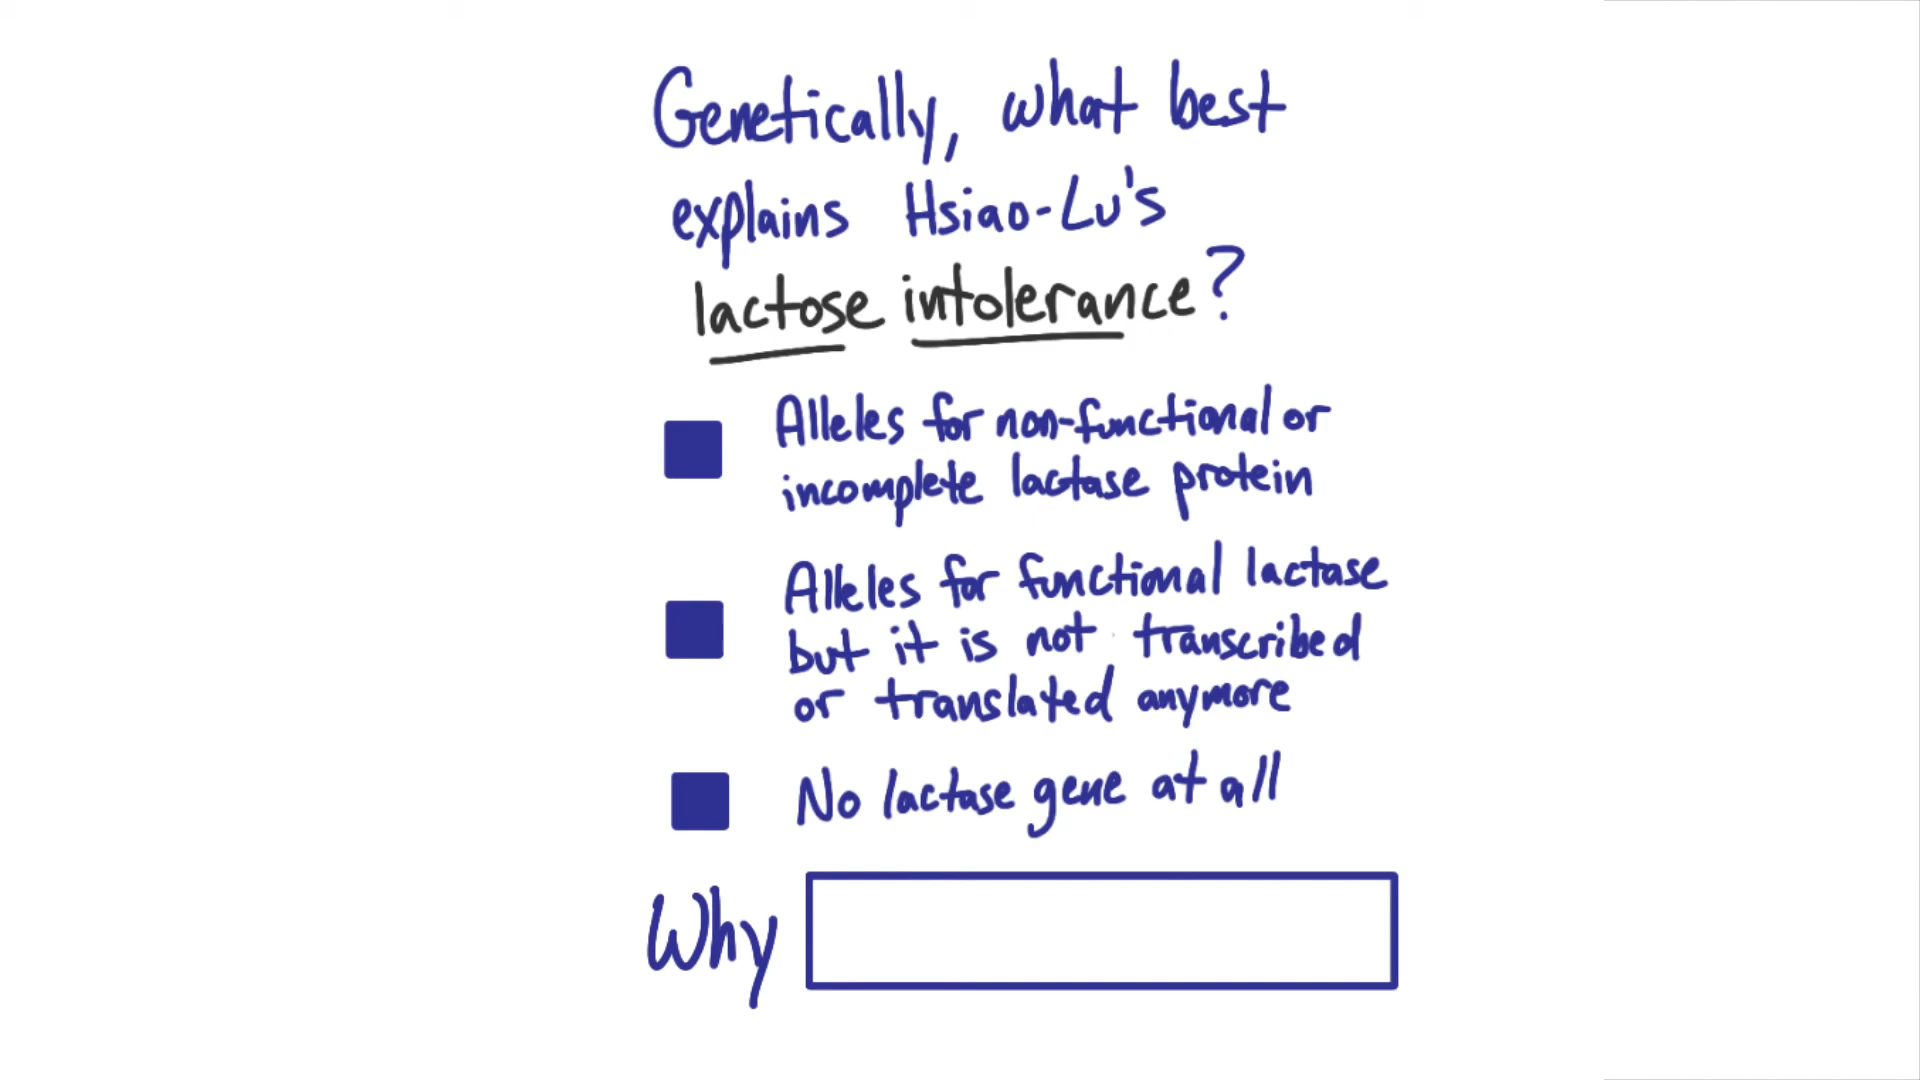 Genetically, what best
explains Hsiao-Lu's
lactose intolerance?
Alleles for non-functional or
incomplete lactase protein
Alleles for functional lactase
but it is not transcribed
or translated anymore
No lactase gene at all
Why